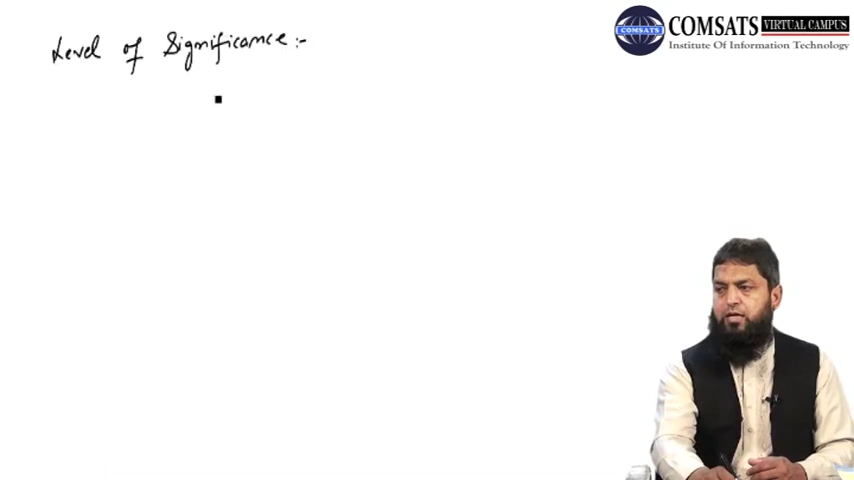 Level of Significance:-
COMSATS
COMSATS
VIRTUAL CAMPUS
Institute Of Information Technology